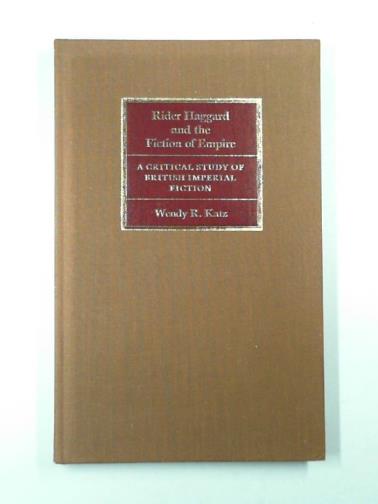 Rider Haggard
and the
Fiction of Empire
A CRITICAL STUDY OF
BRITISH IMPERIAL
FICTION
Wendy R. Katz